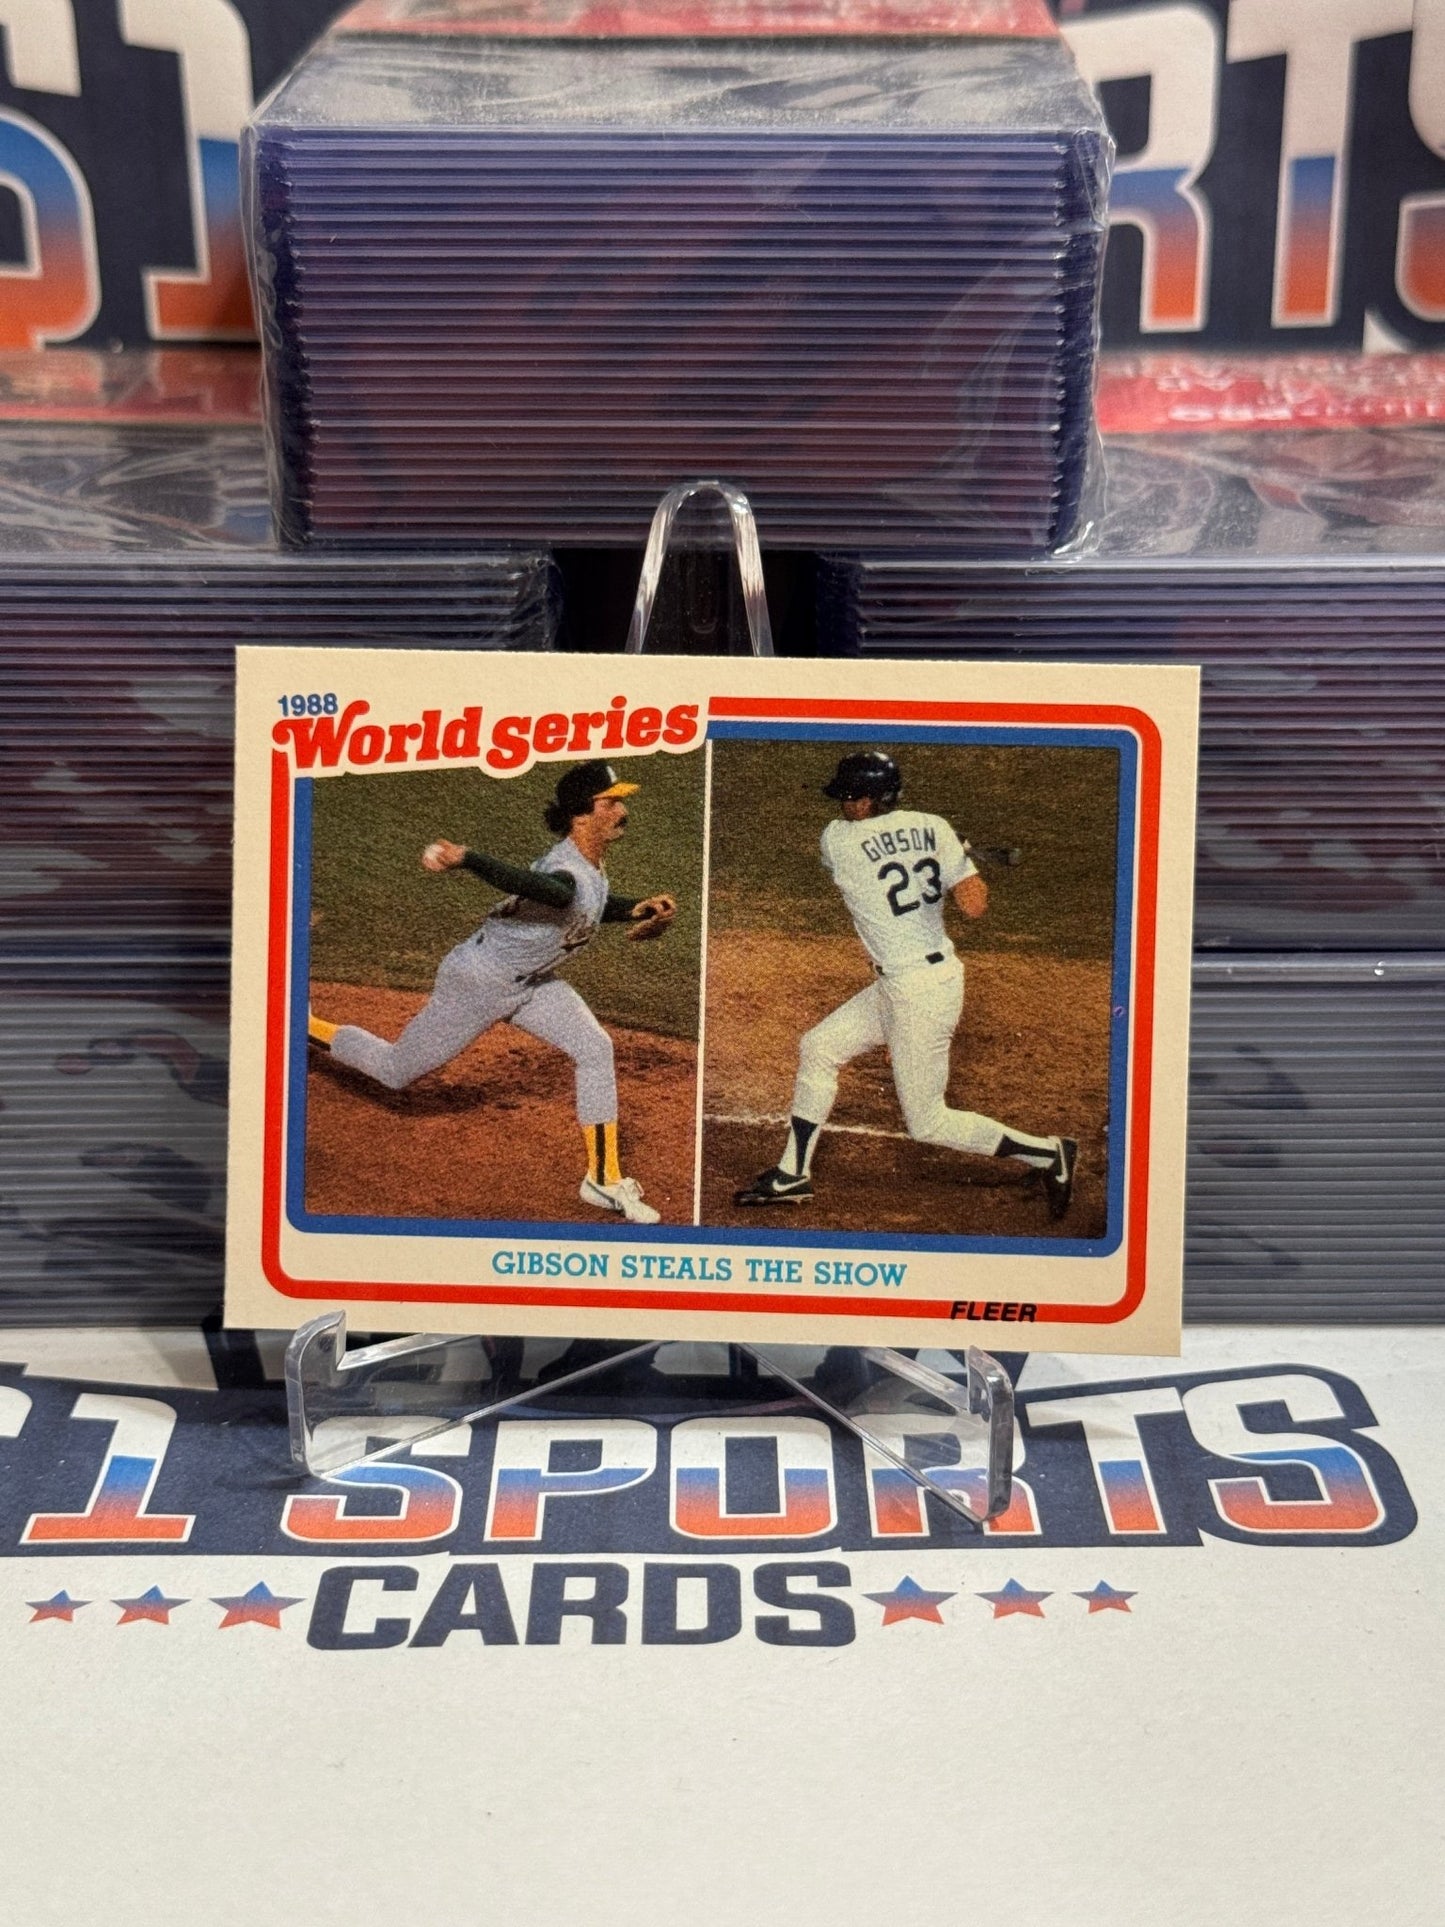 1988
World series
GIBSON
23
GIBSON STEALS THE SHOW
FLEER
SPORTS
CARDS